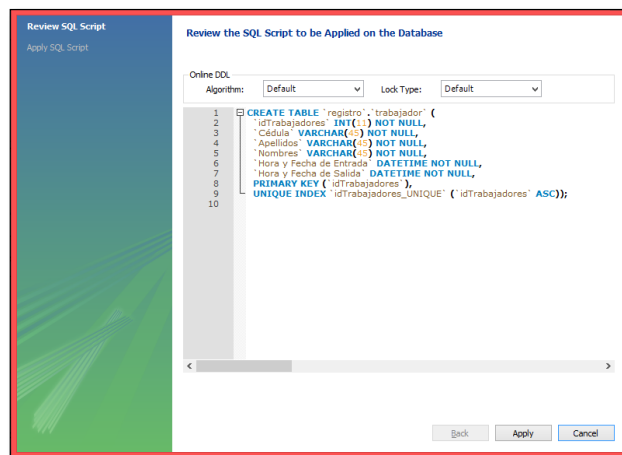 Review SQL Script
Apply SQL Script
Review the SQL Script to be Applied on the Database
Online DDL
Algorithm: Default Lock Type: Default
1 CREATE TABLE `registro`.`trabajador` (
2 `idTrabajadores` INT(11) NOT NULL,
3 `Cédula` VARCHAR(45) NOT NULL,
4 `Apellidos` VARCHAR(45) NOT NULL,
5 `Nombres` VARCHAR(45) NOT NULL,
6 `Hora y Fecha de Entrada` DATETIME NOT NULL,
7 `Hora y Fecha de Salida` DATETIME NOT NULL,
8 PRIMARY KEY (`idTrabajadores`),
9 UNIQUE INDEX `idTrabajadores_UNIQUE` (`idTrabajadores` ASC));
10
Back Apply Cancel